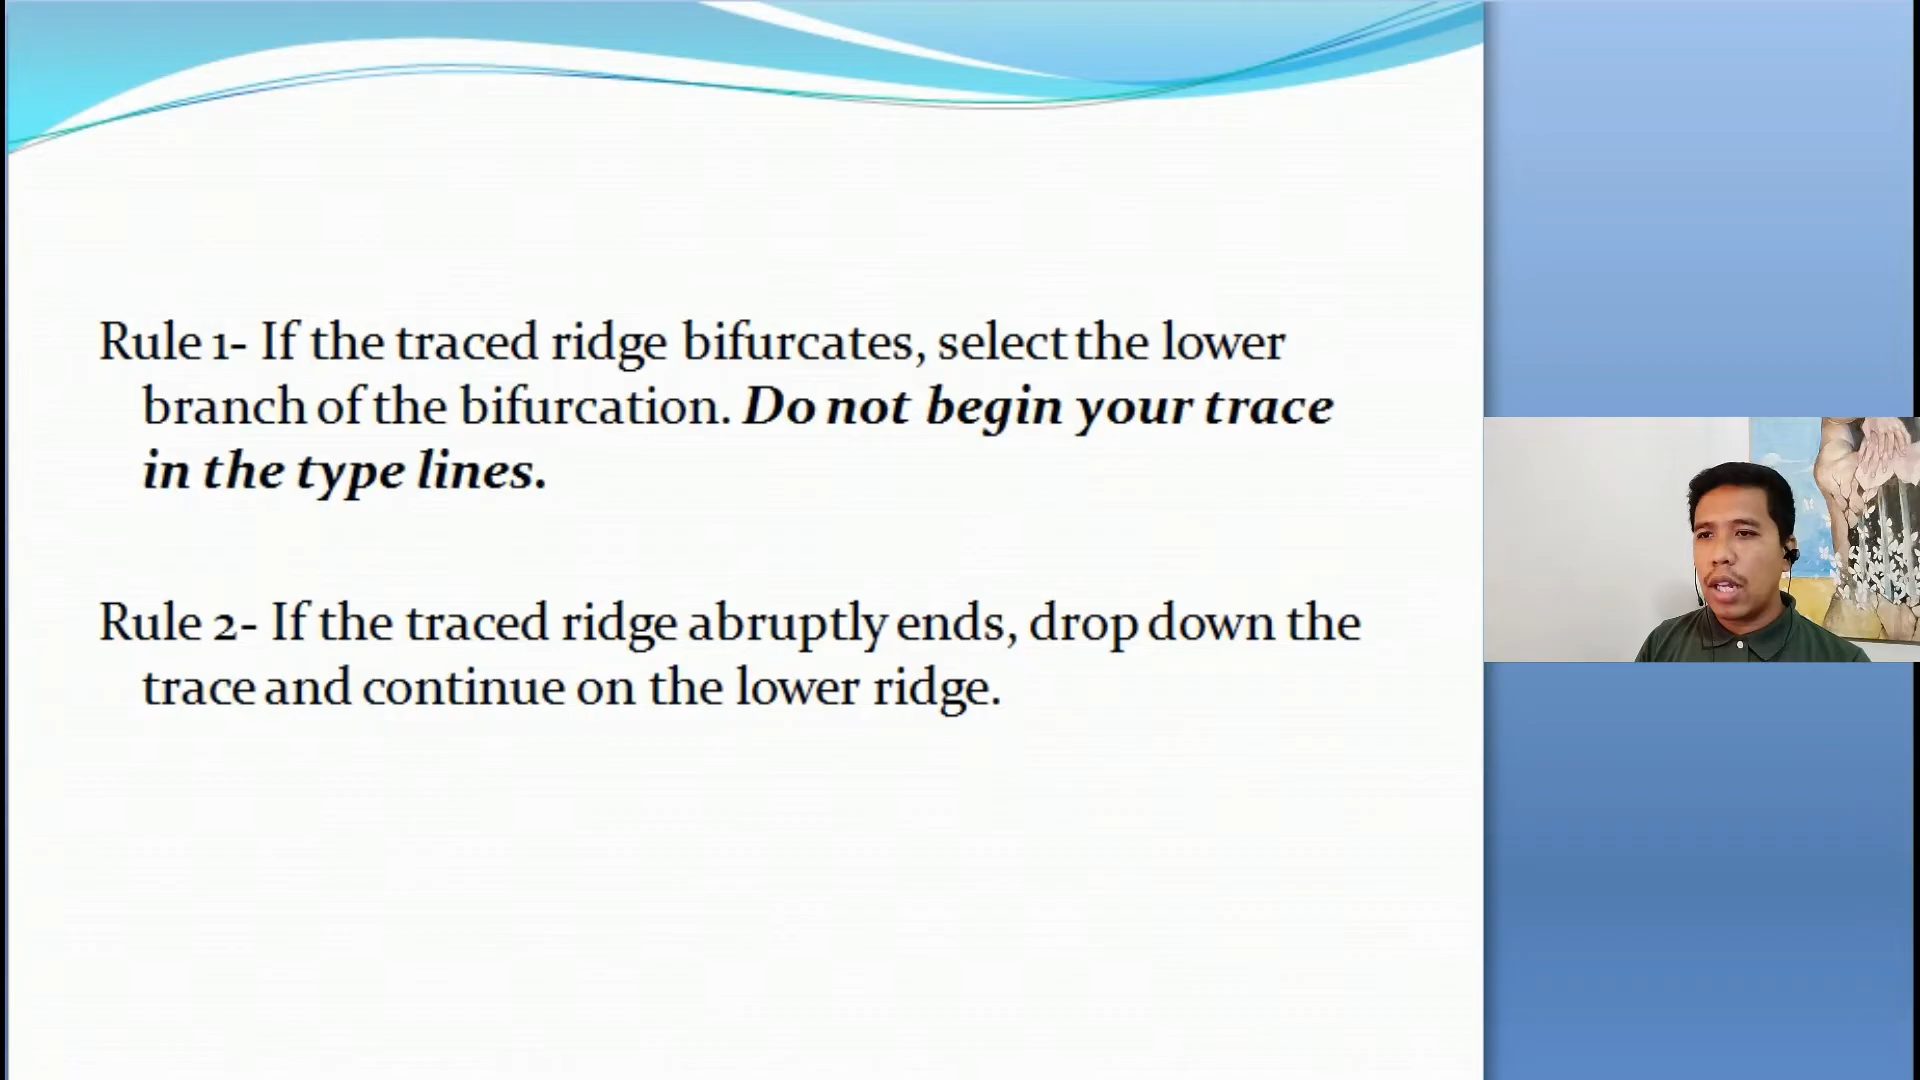 Rule 1- If the traced ridge bifurcates, select the lower
branch of the bifurcation. Do not begin your trace
in the type lines.
Rule 2- If the traced ridge abruptly ends, drop down the
trace and continue on the lower ridge.